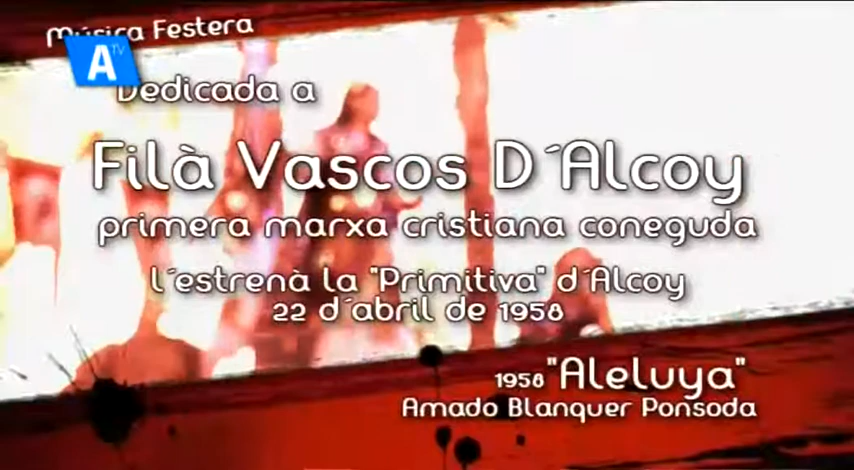 Música Festera
ATV
Dedicada a
Filà Vascos D´Alcoy
primera marxa cristiana coneguda
l´estrenà la "Primitiva" d´Alcoy
22 d´abril de 1958
1958 "Aleluya"
Amado Blanquer Ponsoda